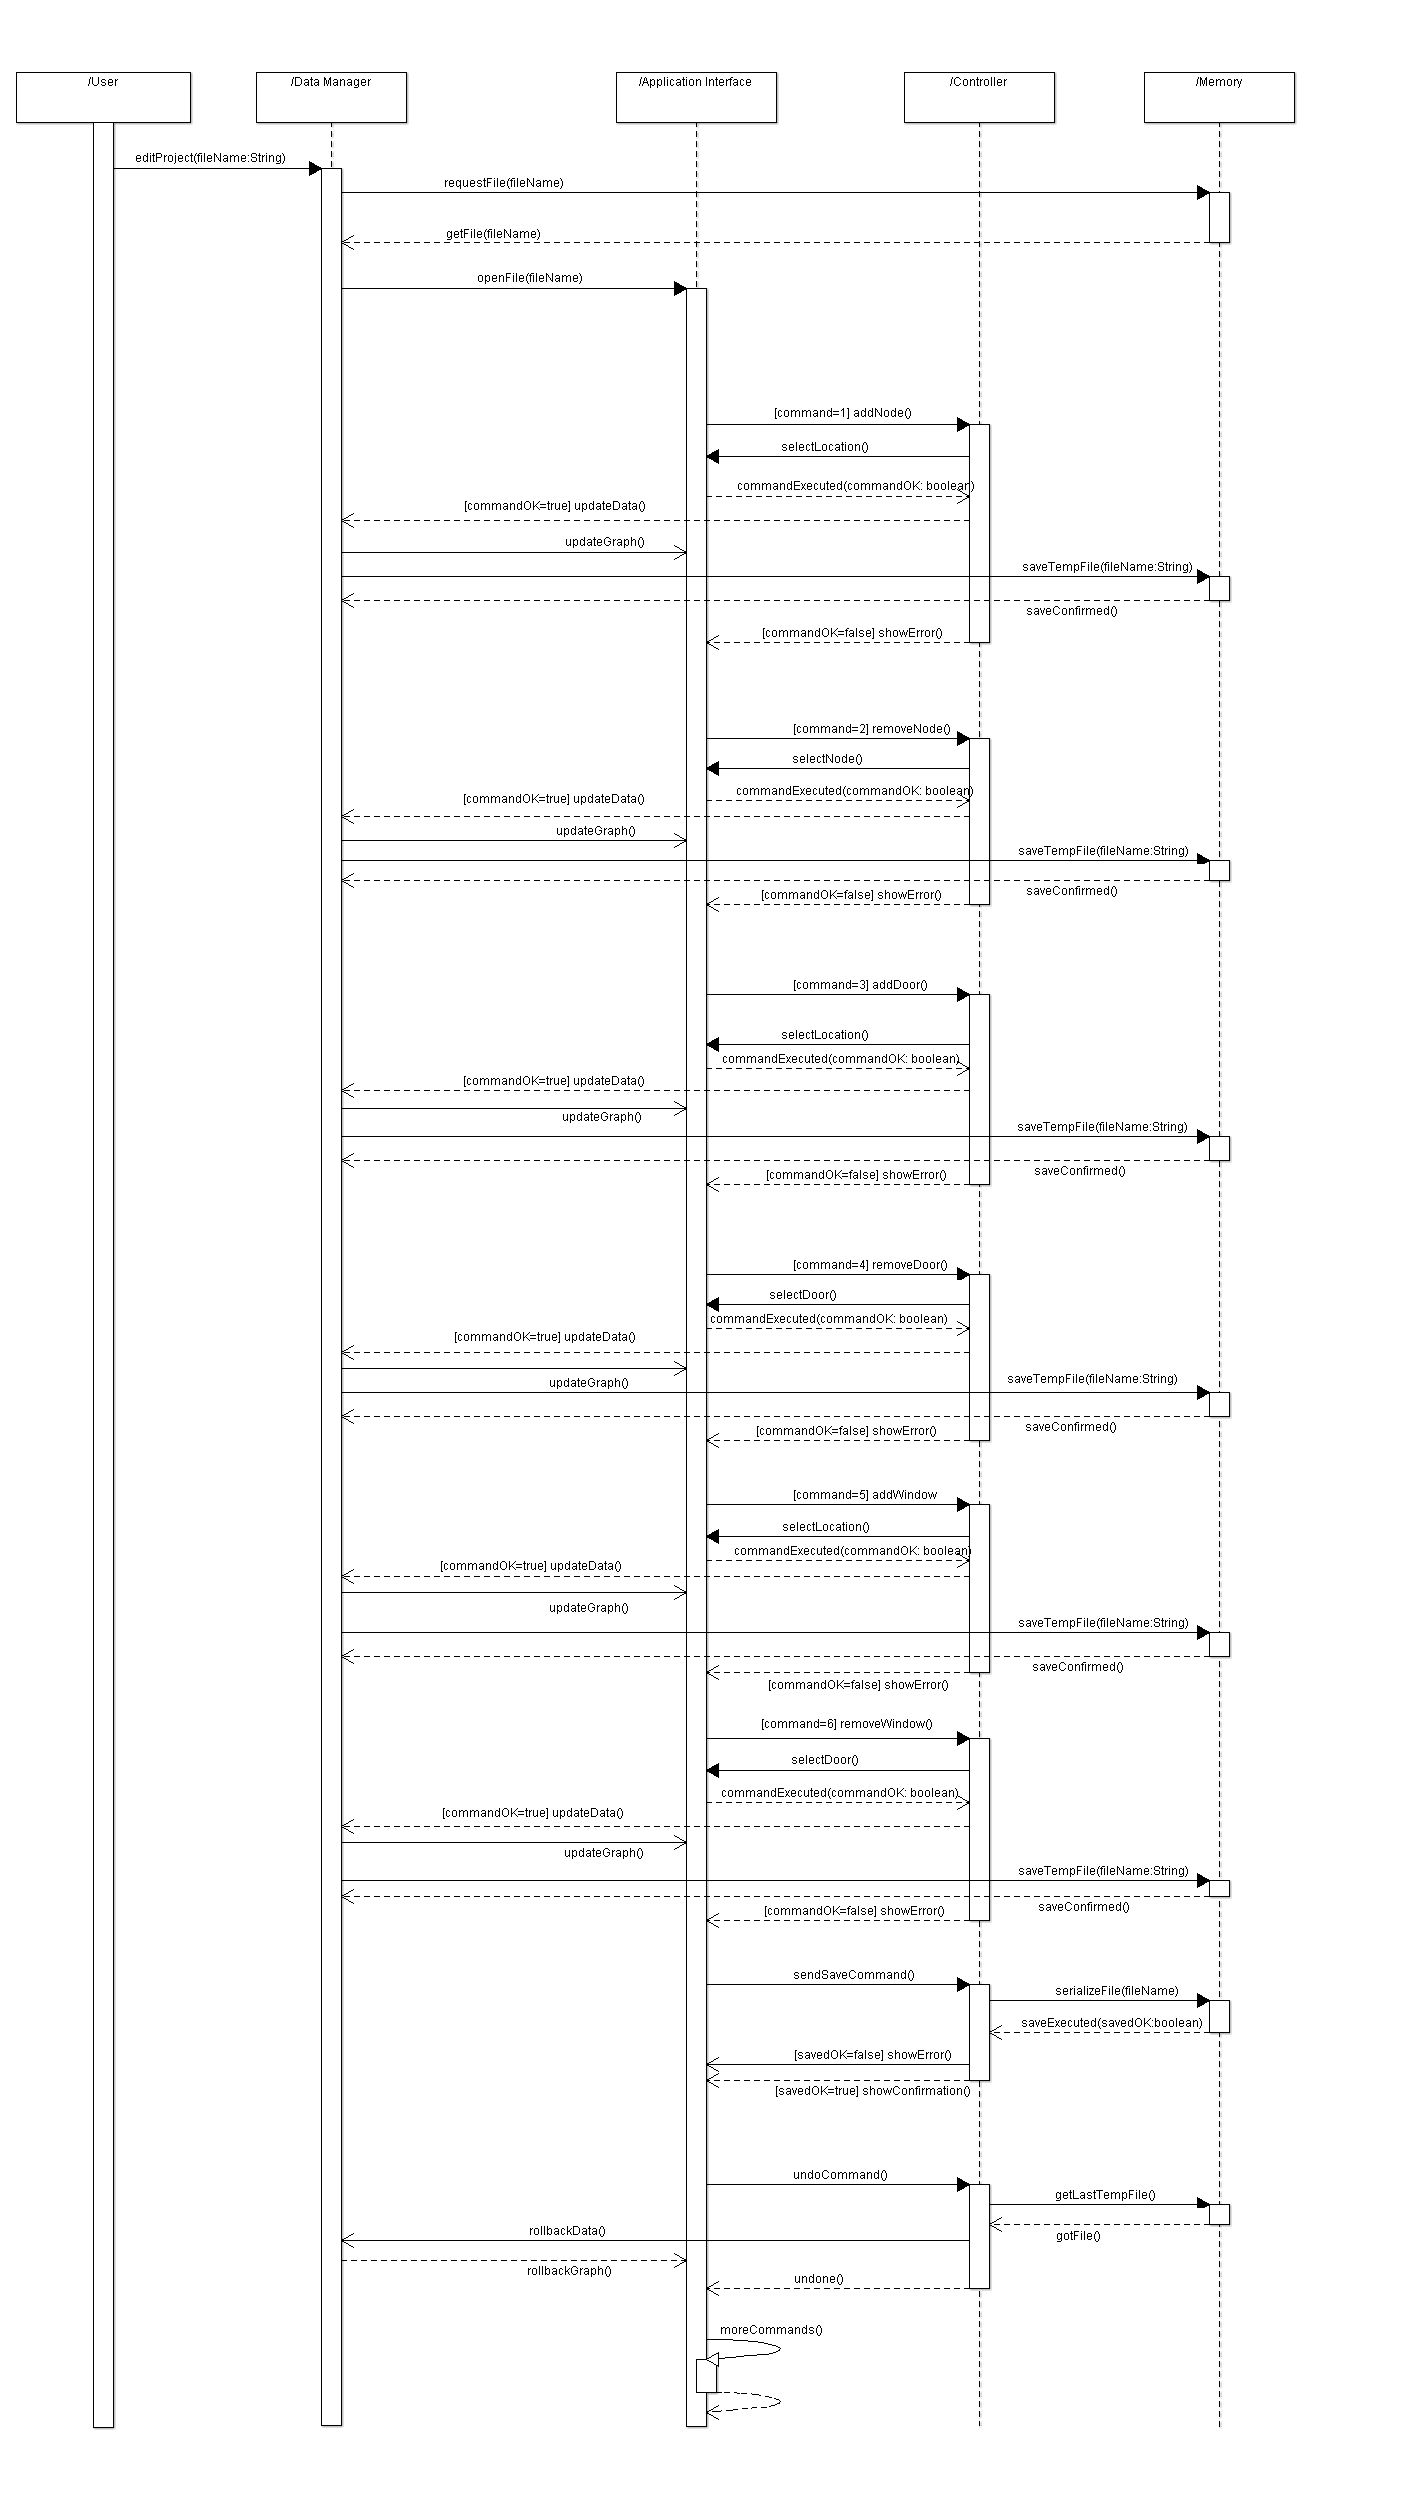 /User
/Data Manager
/Application Interface
/Controller
/Memory
editProject(fileName:String)
requestFile(fileName)
getFile(fileName)
openFile(fileName)
[command=1] addNode()
selectLocation()
commandExecuted(commandOK: boolean)
[commandOK=true] updateData()
updateGraph()
saveTempFile(fileName:String)
saveConfirmed()
[commandOK=false] showError()
[command=2] removeNode()
selectNode()
commandExecuted(commandOK: boolean)
[commandOK=true] updateData()
updateGraph()
saveTempFile(fileName:String)
saveConfirmed()
[commandOK=false] showError()
[command=3] addDoor()
selectLocation()
commandExecuted(commandOK: boolean)
[commandOK=true] updateData()
updateGraph()
saveTempFile(fileName:String)
saveConfirmed()
[commandOK=false] showError()
[command=4] removeDoor()
selectDoor()
commandExecuted(commandOK: boolean)
[commandOK=true] updateData()
updateGraph()
saveTempFile(fileName:String)
saveConfirmed()
[commandOK=false] showError()
[command=5] addWindow
selectLocation()
commandExecuted(commandOK: boolean)
[commandOK=true] updateData()
updateGraph()
saveTempFile(fileName:String)
saveConfirmed()
[commandOK=false] showError()
[command=6] removeWindow()
selectDoor()
commandExecuted(commandOK: boolean)
[commandOK=true] updateData()
updateGraph()
saveTempFile(fileName:String)
saveConfirmed()
[commandOK=false] showError()
sendSaveCommand()
serializeFile(fileName)
saveExecuted(savedOK:boolean)
[savedOK=false] showError()
[savedOK=true] showConfirmation()
undoCommand()
getLastTempFile()
gotFile()
rollbackData()
rollbackGraph()
undone()
moreCommands()